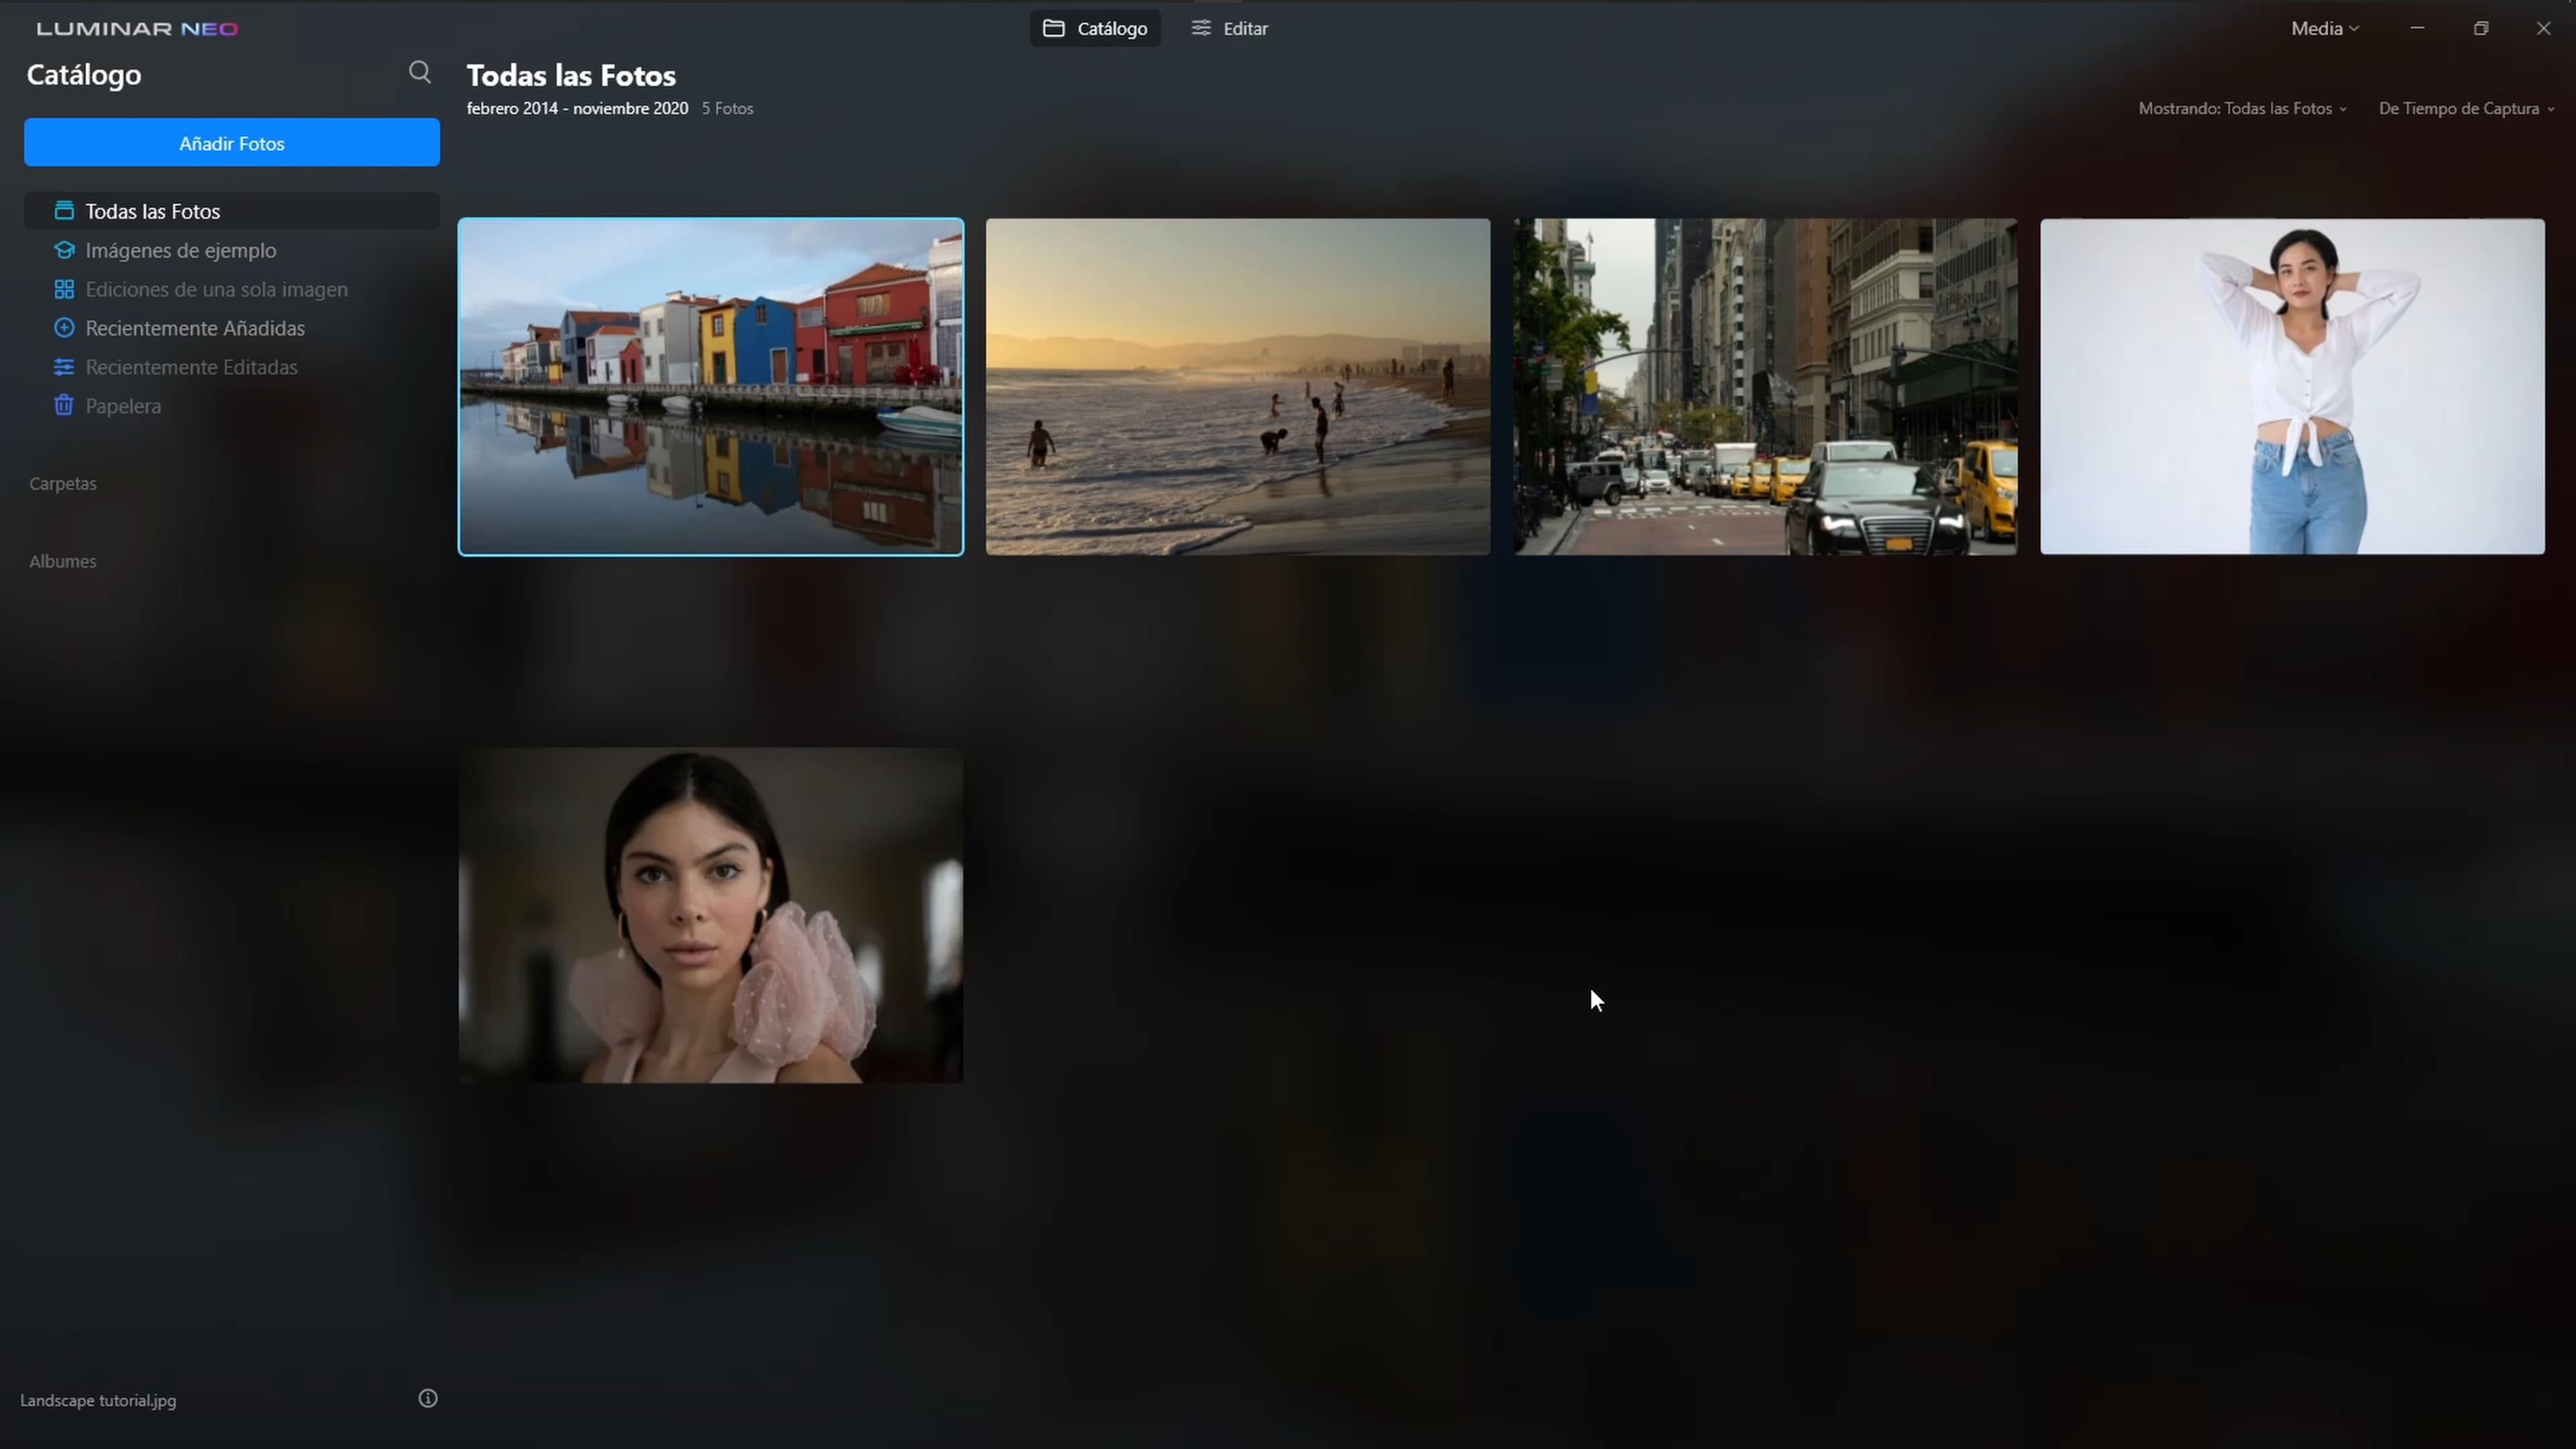 LUMINAR NEO
Catálogo
Editar
Media
Catálogo
Todas las Fotos
febrero 2014 - noviembre 2020 5 Fotos
Mostrando: Todas las Fotos
De Tiempo de Captura
Añadir Fotos
Todas las Fotos
Imágenes de ejemplo
Ediciones de una sola imagen
Recientemente Añadidas
Recientemente Editadas
Papelera
Carpetas
Albumes
Landscape tutorial.jpg